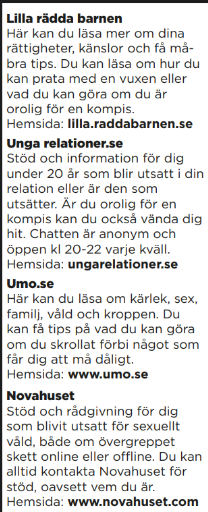 Lilla rädda barnen
Här kan du läsa mer om dina
rättigheter, känslor och få må-
bra tips. Du kan läsa om hur du
kan prata med en vuxen eller
vad du kan göra om du är
orolig för en kompis.
Hemsida: lilla.raddabarnen.se
Unga relationer.se
Stöd och information för dig
under 20 år som blir utsatt i din
relation eller är den som
utsätter. Är du orolig för en
kompis kan du också vända dig
hit. Chatten är anonym och
öppen kl 20-22 varje kväll.
Hemsida: ungarelationer.se
Umo.se
Här kan du läsa om kärlek, sex,
familj, våld och kroppen. Du
kan få tips på vad du kan göra
om du skrollat förbi något som
får dig att må dåligt.
Hemsida: www.umo.se
Novahuset
Stöd och rådgivning för dig
som blivit utsatt för sexuellt
våld, både om övergreppet
skett online eller offline. Du kan
alltid kontakta Novahuset för
stöd, oavsett vem du är.
Hemsida: www.novahuset.com